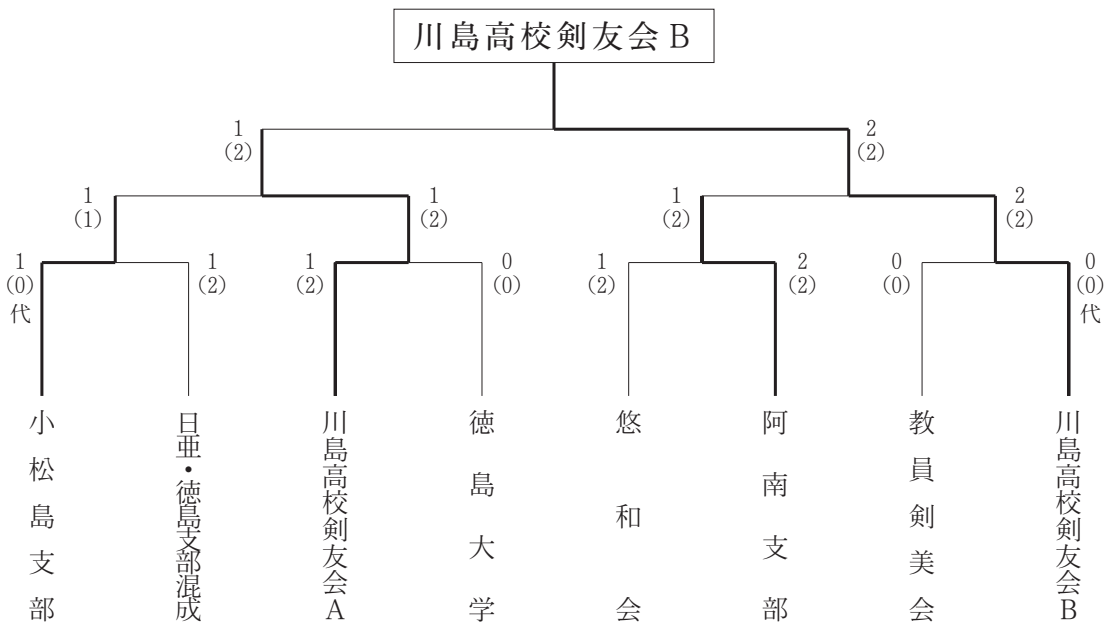 川島高校剣友会B
1
(2)
2
(2)
1
(1)
1
(2)
1
(2)
2
(2)
1
(0)
代
1
(2)
1
(2)
0
(0)
1
(2)
2
(2)
0
(0)
0
(0)
代
小松島支部
日亜・徳島支部混成
川島高校剣友会A
徳島大学
悠和会
阿南支部
教員剣美会
川島高校剣友会B